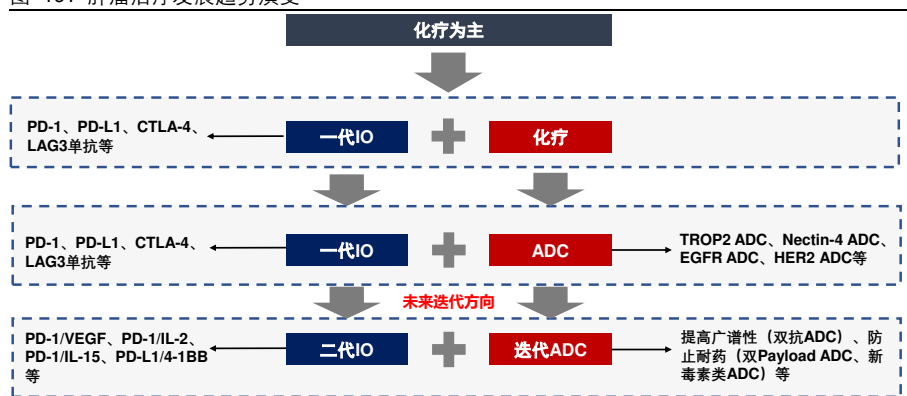 化疗为主
PD-1、PD-L1、CTLA-4、
LAG3单抗等
一代IO
化疗
PD-1、PD-L1、CTLA-4、
LAG3单抗等
一代IO
ADC
TROP2 ADC、Nectin-4 ADC、
EGFR ADC、HER2 ADC等
未来迭代方向
PD-1/VEGF、PD-1/IL-2、
PD-1/IL-15、PD-L1/4-1BB
等
二代IO
迭代ADC
提高广谱性（双抗ADC）、防
止耐药（双Payload ADC、新
毒素类ADC）等